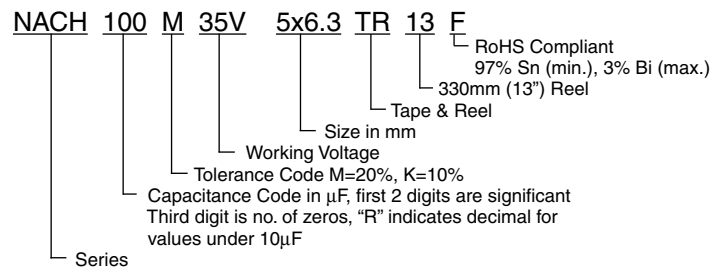 NACH 100 M 35V 5x6.3 TR 13 F
RoHS Compliant
97% Sn (min.), 3% Bi (max.)
330mm (13”) Reel
Tape & Reel
Size in mm
Working Voltage
Tolerance Code M=20%, K=10%
Capacitance Code in μF, first 2 digits are significant
Third digit is no. of zeros, “R” indicates decimal for
values under 10μF
Series